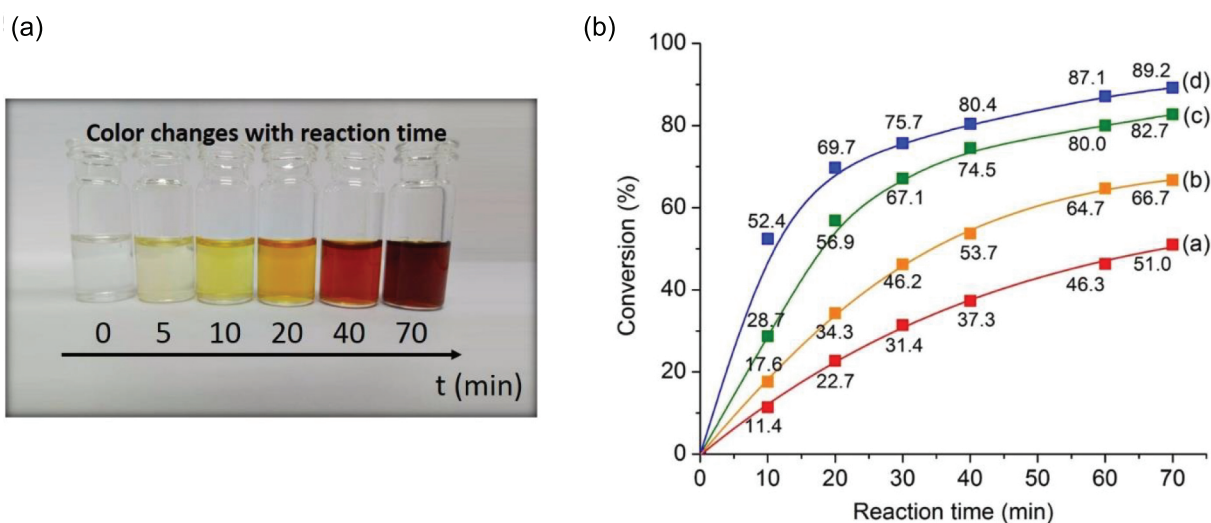 (a)
Color changes with reaction time
0 5 10 20 40 70
t (min)
(b)
Conversion (%)
100
80
60
40
20
0
52.4
69.7
75.7
80.4
87.1
89.2
(d)
28.7
56.9
67.1
74.5
80.0
82.7
(c)
17.6
34.3
46.2
53.7
64.7
66.7
(b)
11.4
22.7
31.4
37.3
46.3
51.0
(a)
0 10 20 30 40 50 60 70
Reaction time (min)